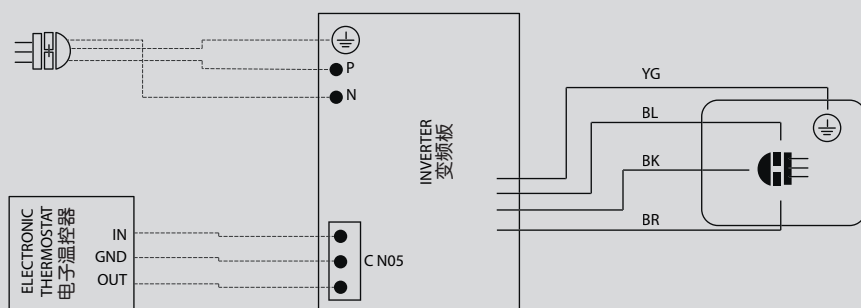 P
N
INVERTER
变频板
YG
BL
BK
BR
ELECTRONIC
THERMOSTAT
电子温控器
IN
GND
OUT
C N05